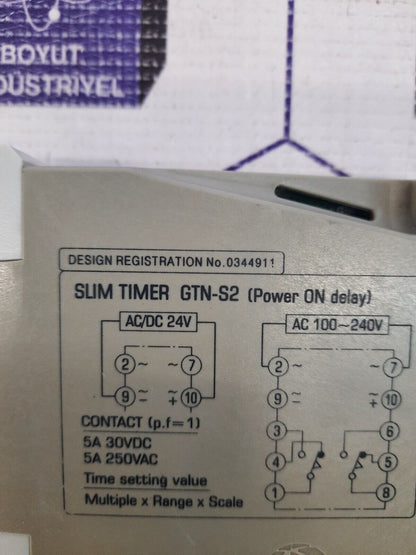 BOYUT
DÜSTRİYEL
DESIGN REGISTRATION No.0344911
SLIM TIMER GTN-S2 (Power ON delay)
AC/DC 24V
AC 100~240V
2 ~ ~ 7
9 ≂ ≂ + 10
CONTACT (p.f=1)
5A 30VDC
5A 250VAC
Time setting value
Multiple x Range x Scale
2 ~ ~ 7
9 ≂ ≂ + 10
3 6
4 5
1 8